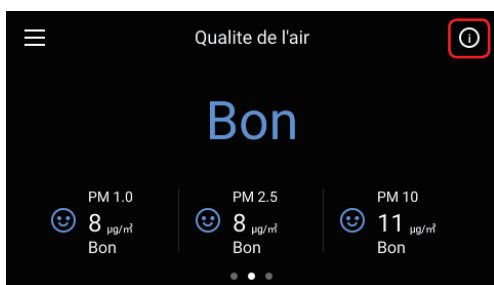 Qualite de l'air
Bon
PM 1.0
8 µg/㎥
Bon
PM 2.5
8 µg/㎥
Bon
PM 10
11 µg/㎥
Bon